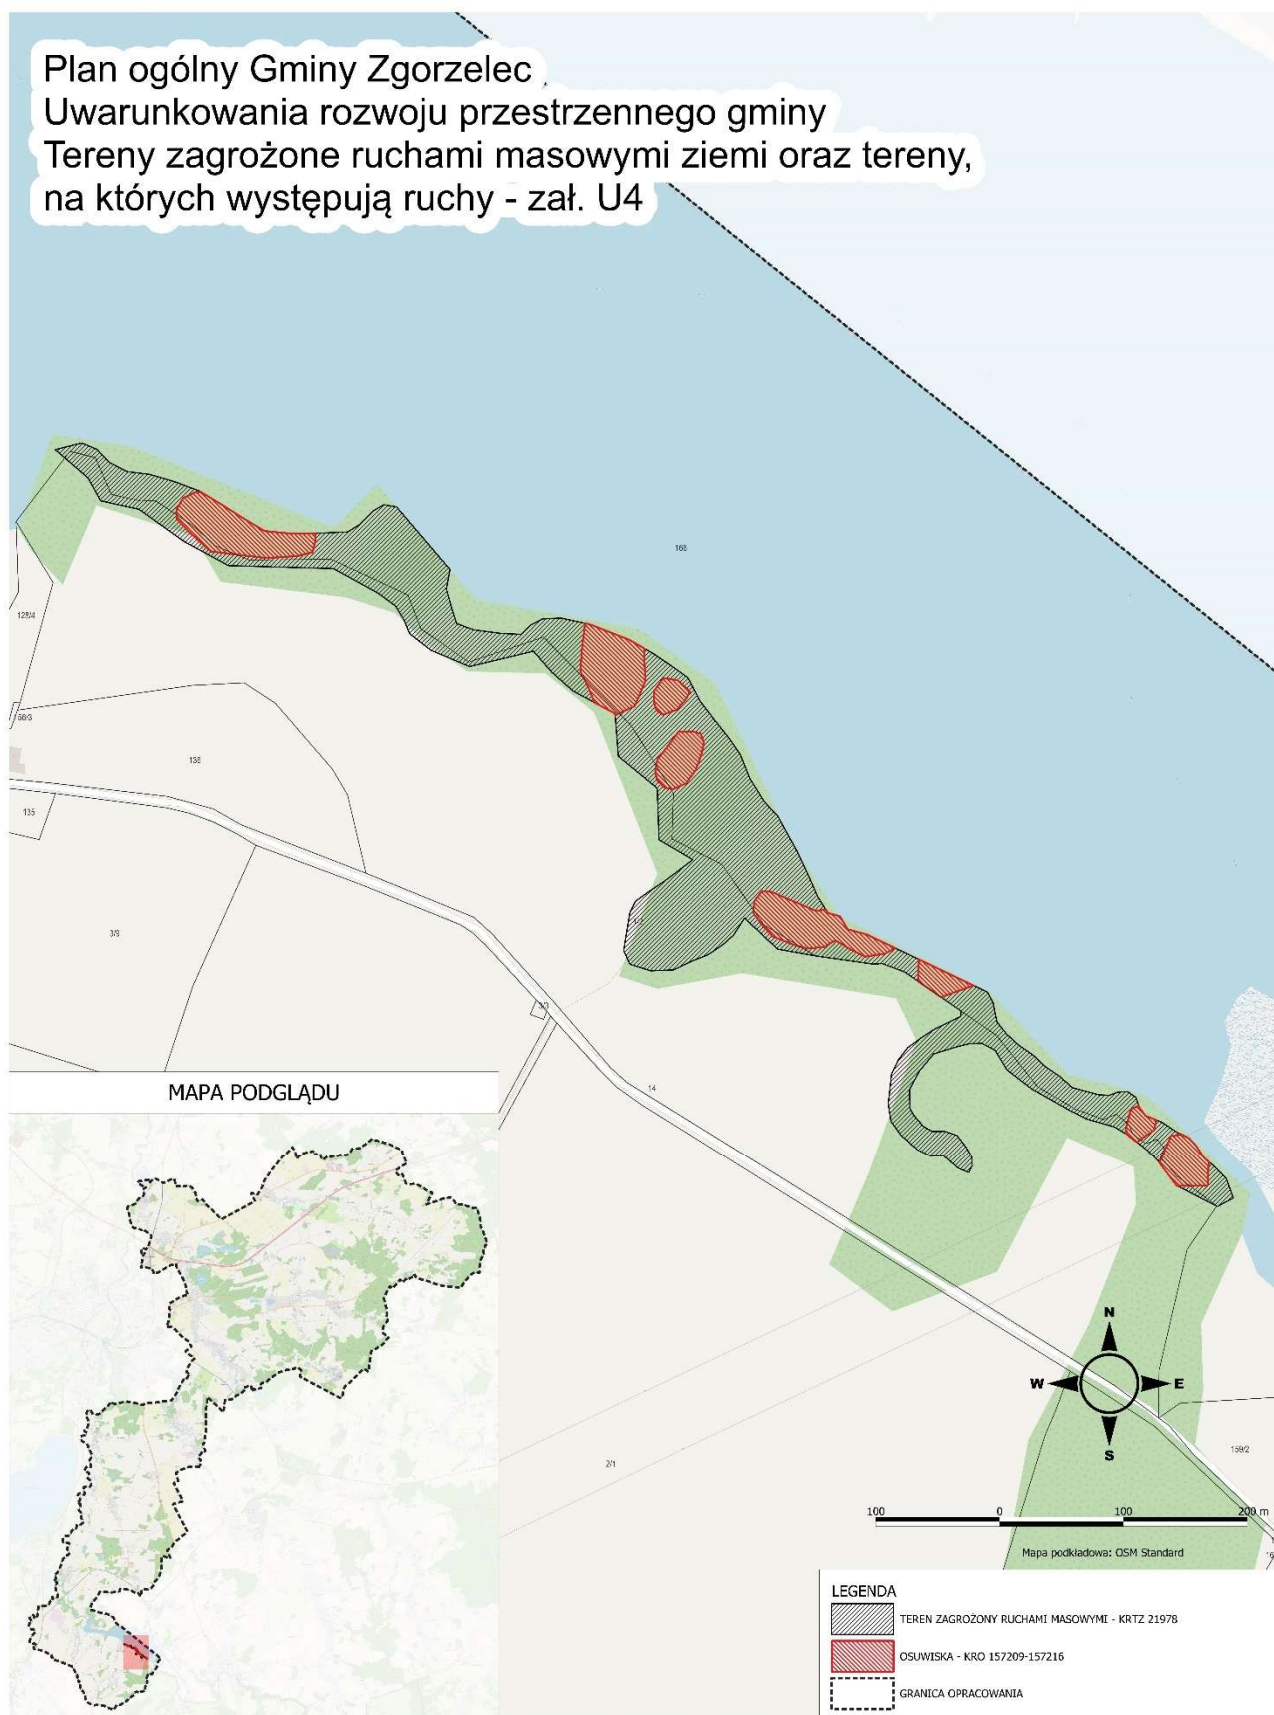 Plan ogólny Gminy Zgorzelec
Uwarunkowania rozwoju przestrzennego gminy
Tereny zagrożone ruchami masowymi ziemi oraz tereny,
na których występują ruchy - zał. U4
168
128/4
136
135
3/9
3/3
14
MAPA PODGLĄDU
2/1
159/2
N
W E
S
100 0 100 200 m
Mapa podkładowa: OSM Standard
LEGENDA
TEREN ZAGROŻONY RUCHAMI MASOWYMI - KRTZ 21978
OSUWISKA - KRO 157209-157216
GRANICA OPRACOWANIA